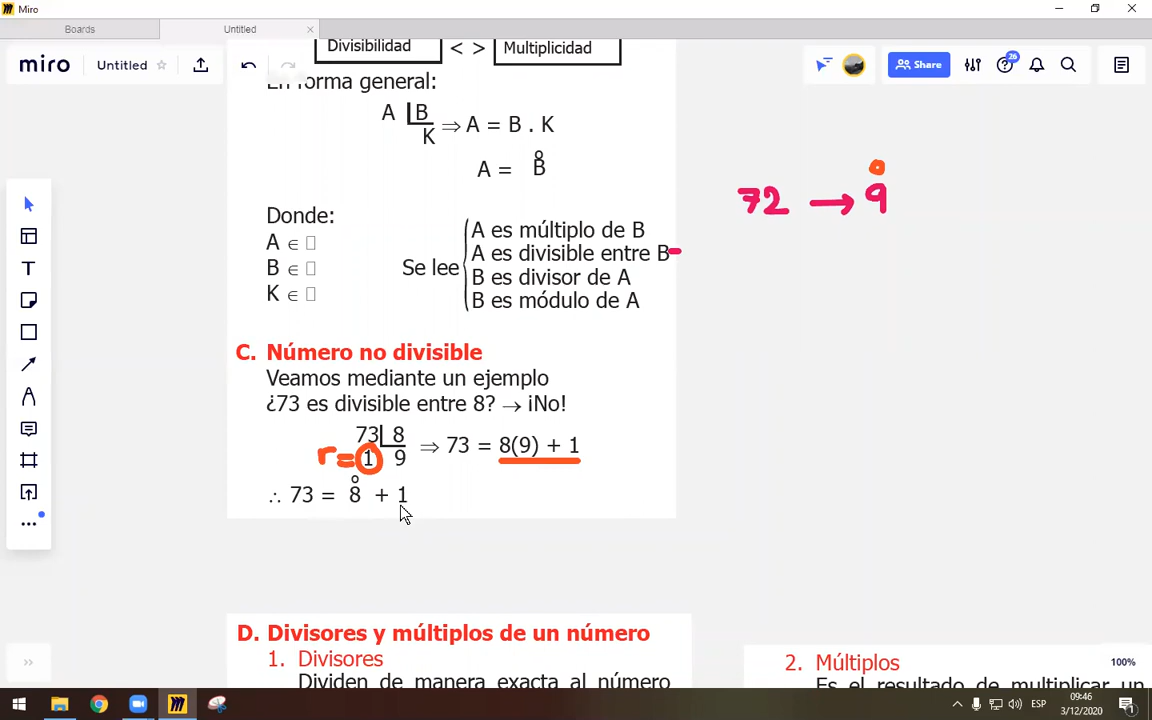 Miro
Boards
Untitled
miro
Untitled
Share
26
Divisibilidad < > Multiplicidad
En forma general:
A B
K ⇒ A = B . K
A = B̊
72 → 9̊
Donde:
A ∈ □
B ∈ □
K ∈ □
Se lee
A es múltiplo de B
A es divisible entre B
B es divisor de A
B es módulo de A
C. Número no divisible
Veamos mediante un ejemplo
¿73 es divisible entre 8? → ¡No!
73 8
r = 1 9 ⇒ 73 = 8(9) + 1
∴ 73 = 8̊ + 1
D. Divisores y múltiplos de un número
1. Divisores
Dividen de manera exacta al número
2. Múltiplos
Es el resultado de multiplicar un
100%
ESP
09:46
3/12/2020
1